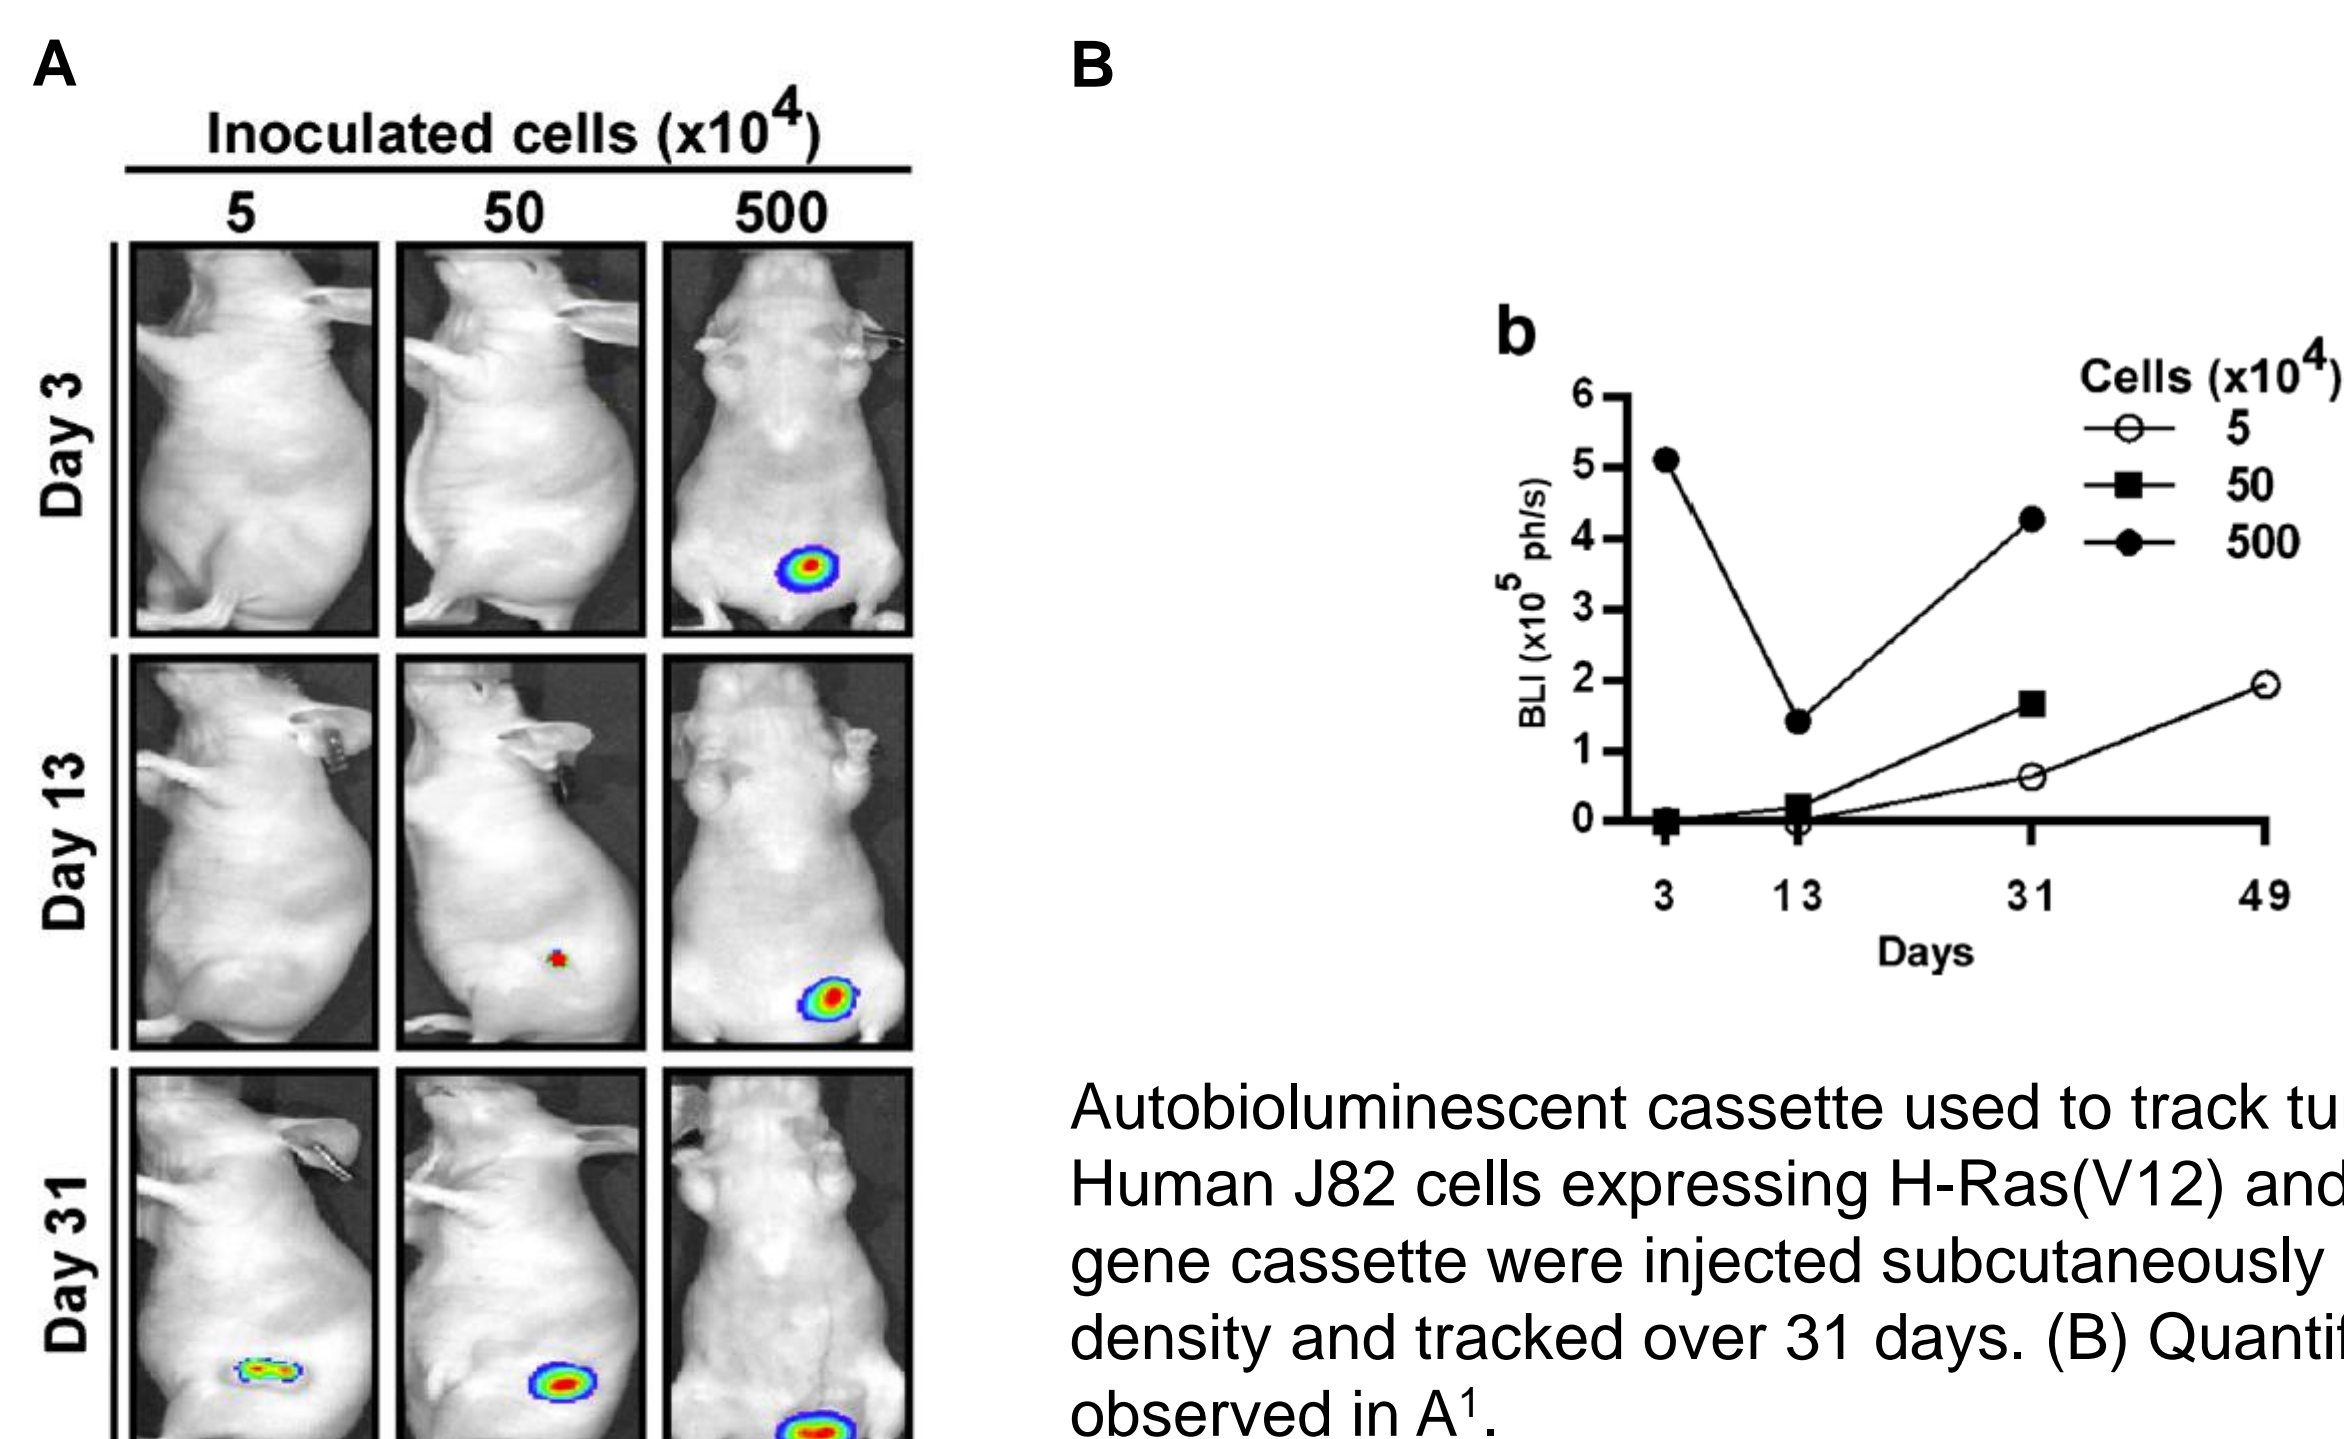 A
Inoculated cells (x10⁴)
5 50 500
Day 3
Day 13
Day 31
B
b
Cells (x10⁴)
5
50
500
BLI (x10⁵ ph/s)
6
5
4
3
2
1
0
3 13 31 49
Days
Autobioluminescent cassette used to track
Human J82 cells expressing H-Ras(V12) and
gene cassette were injected subcutaneously
density and tracked over 31 days. (B)
observed in A¹.